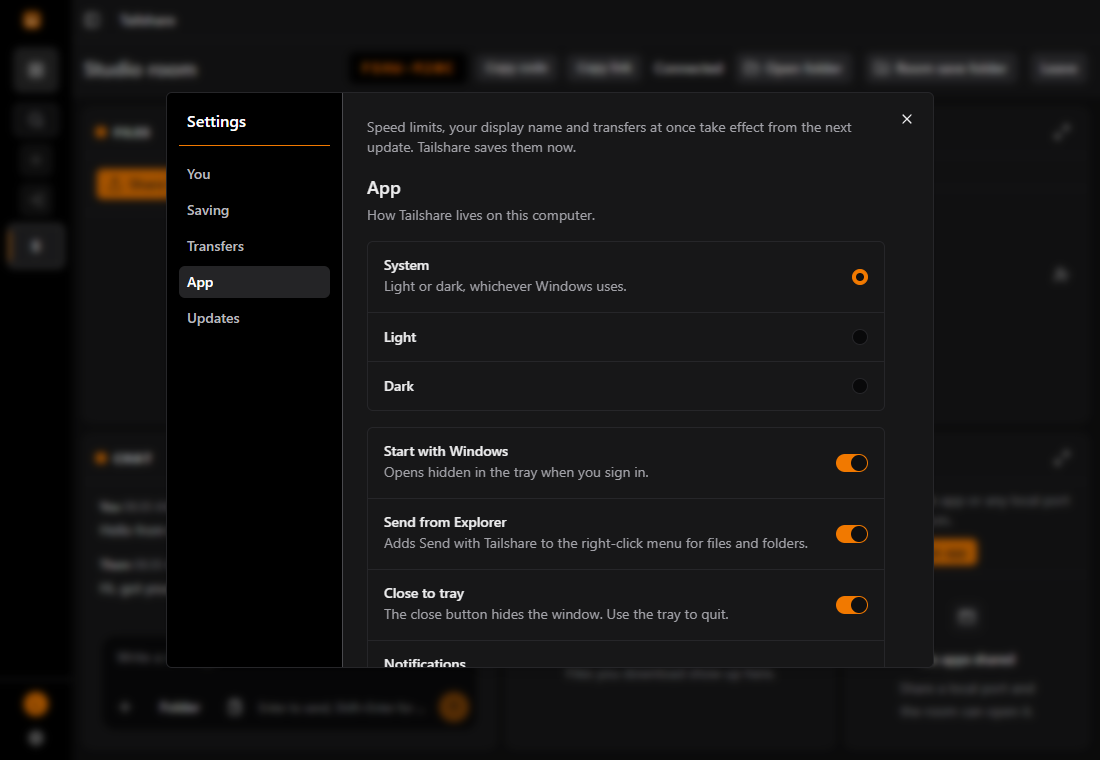 Tailshare
Studio room
Copy code
Copy link
Connected
Open folder
Room save folder
Leave
Settings
You
Saving
Transfers
App
Updates
Speed limits, your display name and transfers at once take effect from the next
update. Tailshare saves them now.
App
How Tailshare lives on this computer.
System
Light or dark, whichever Windows uses.
Light
Dark
Start with Windows
Opens hidden in the tray when you sign in.
Send from Explorer
Adds Send with Tailshare to the right-click menu for files and folders.
Close to tray
The close button hides the window. Use the tray to quit.
Notifications
Folder